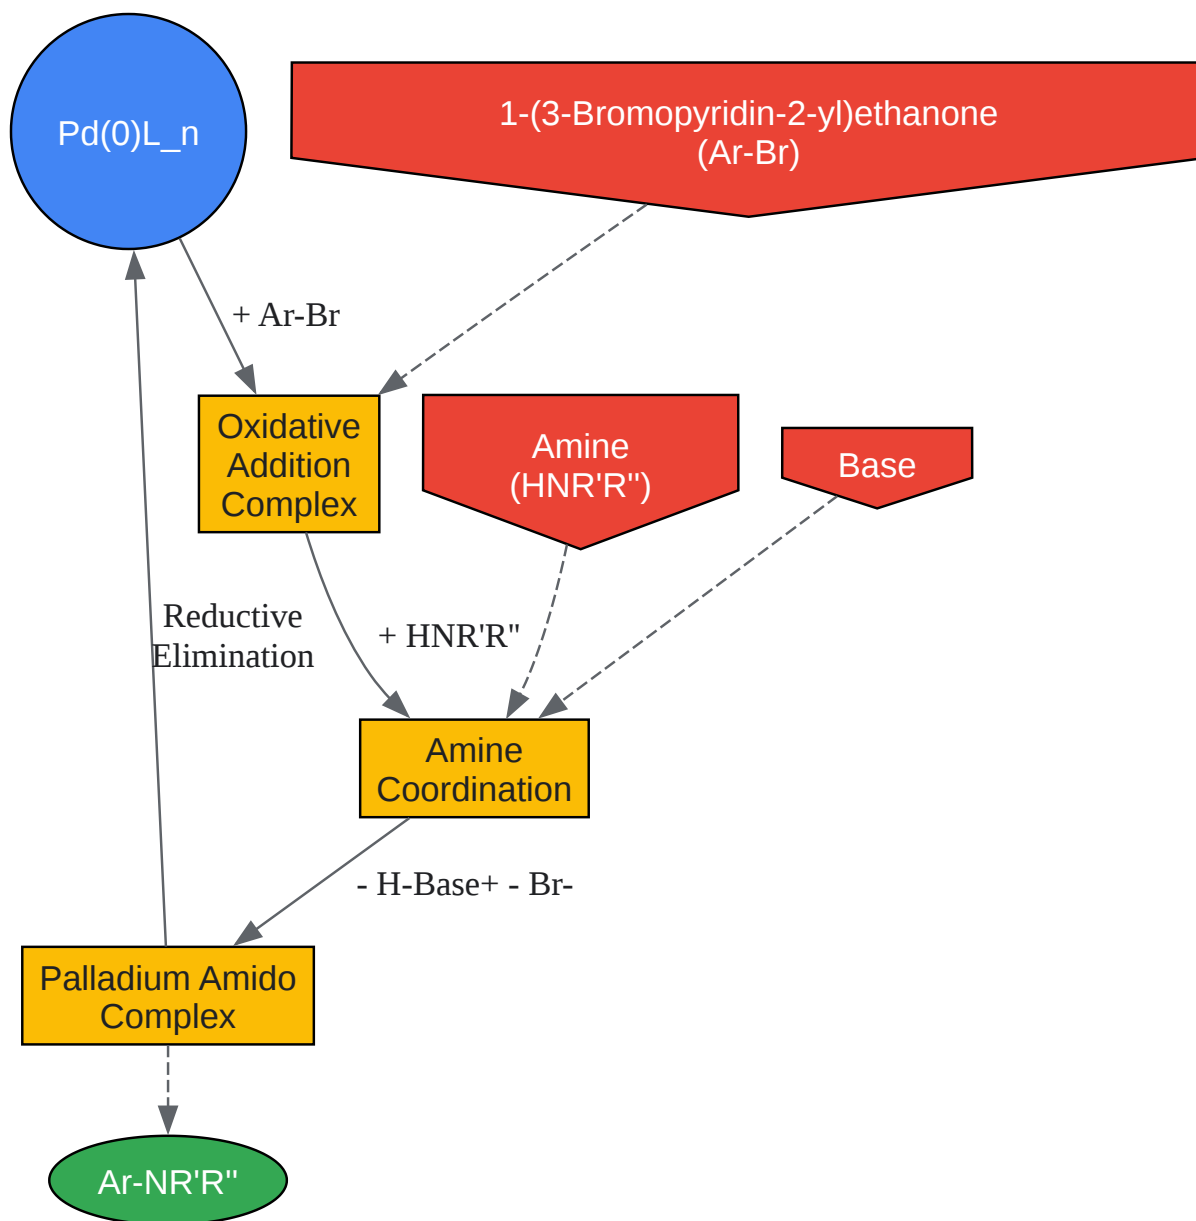 Pd(0)L_n
1-(3-Bromopyridin-2-yl)ethanone
(Ar-Br)
+ Ar-Br
Oxidative
Addition
Complex
Amine
(HNR'R")
Base
Reductive
Elimination
+ HNR'R"
Amine
Coordination
- H-Base+ - Br-
Palladium Amido
Complex
Ar-NR'R"